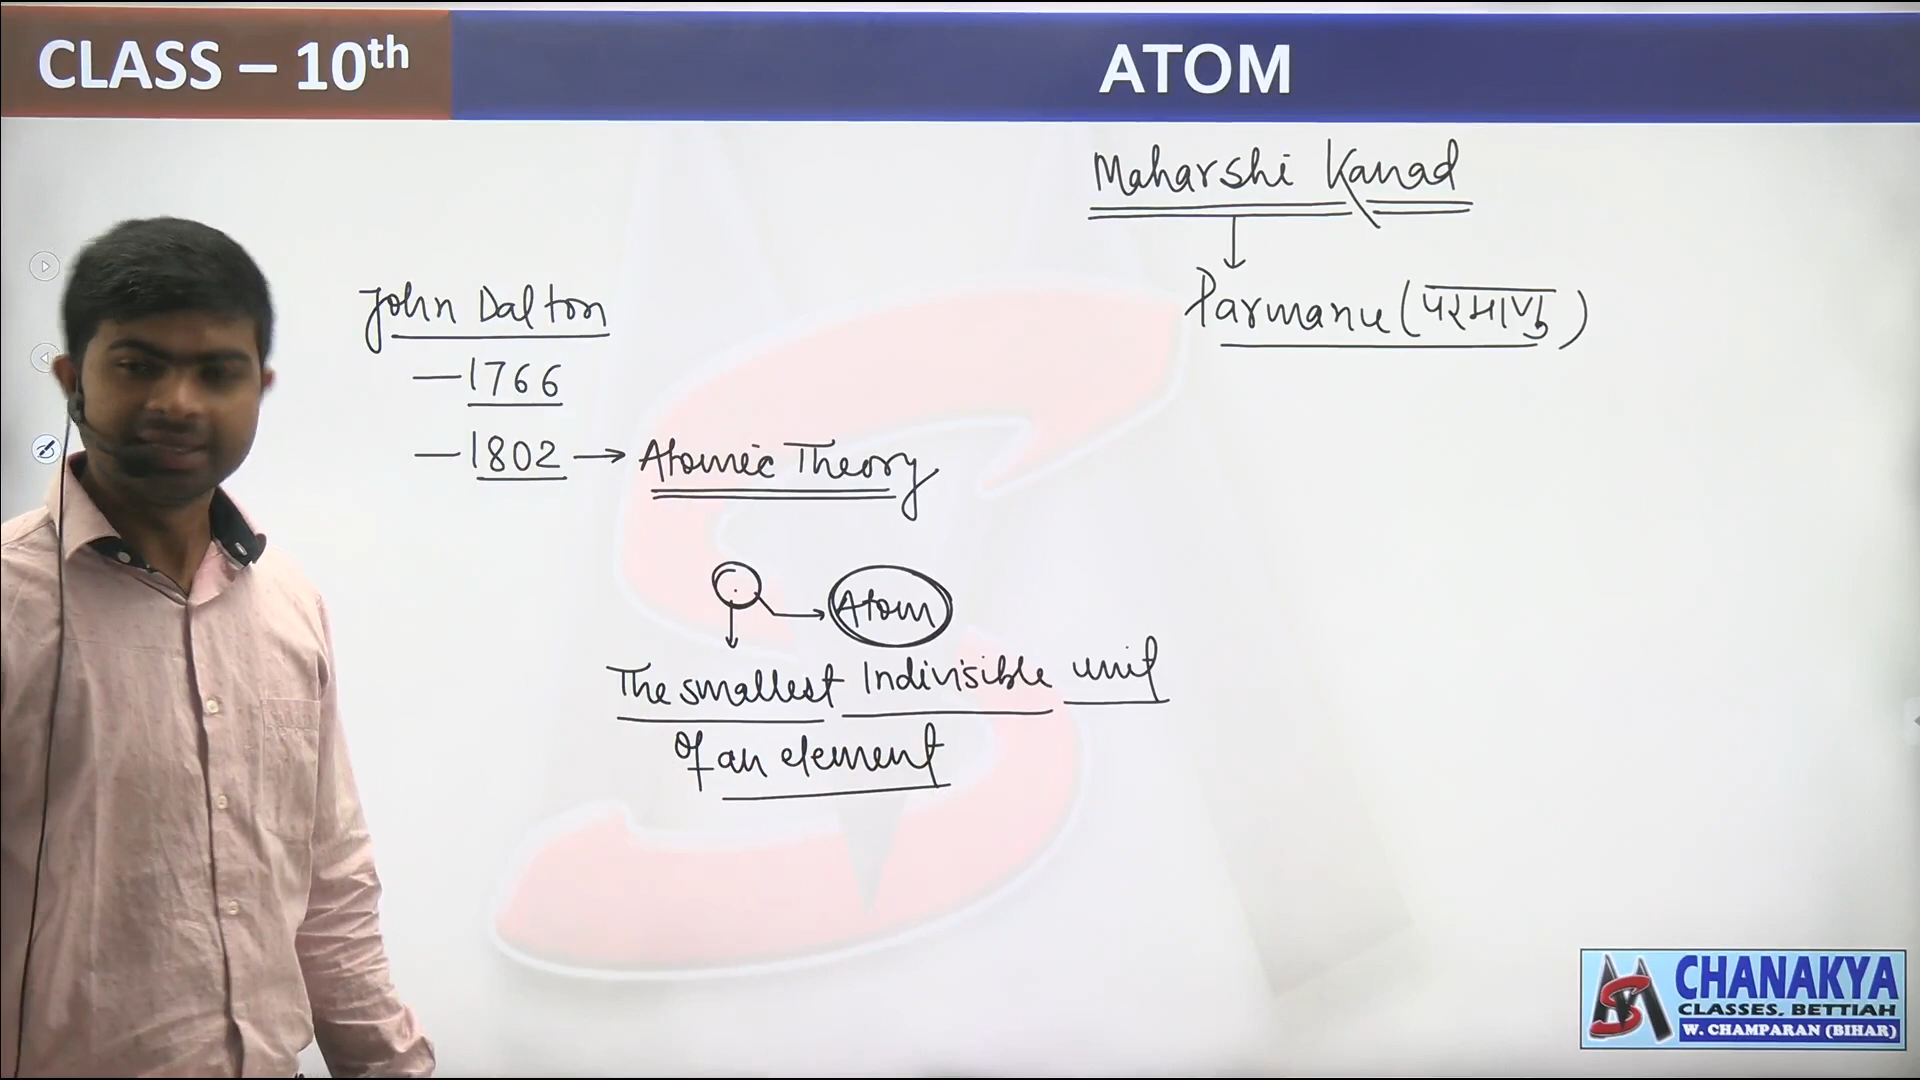 CLASS – 10th
ATOM
Maharshi Kanad
Parmanu (परमाणु)
John Dalton
— 1766
— 1802 → Atomic Theory
Atom
The smallest Indivisible unit
of an element
CHANAKYA
CLASSES, BETTIAH
W. CHAMPARAN (BIHAR)